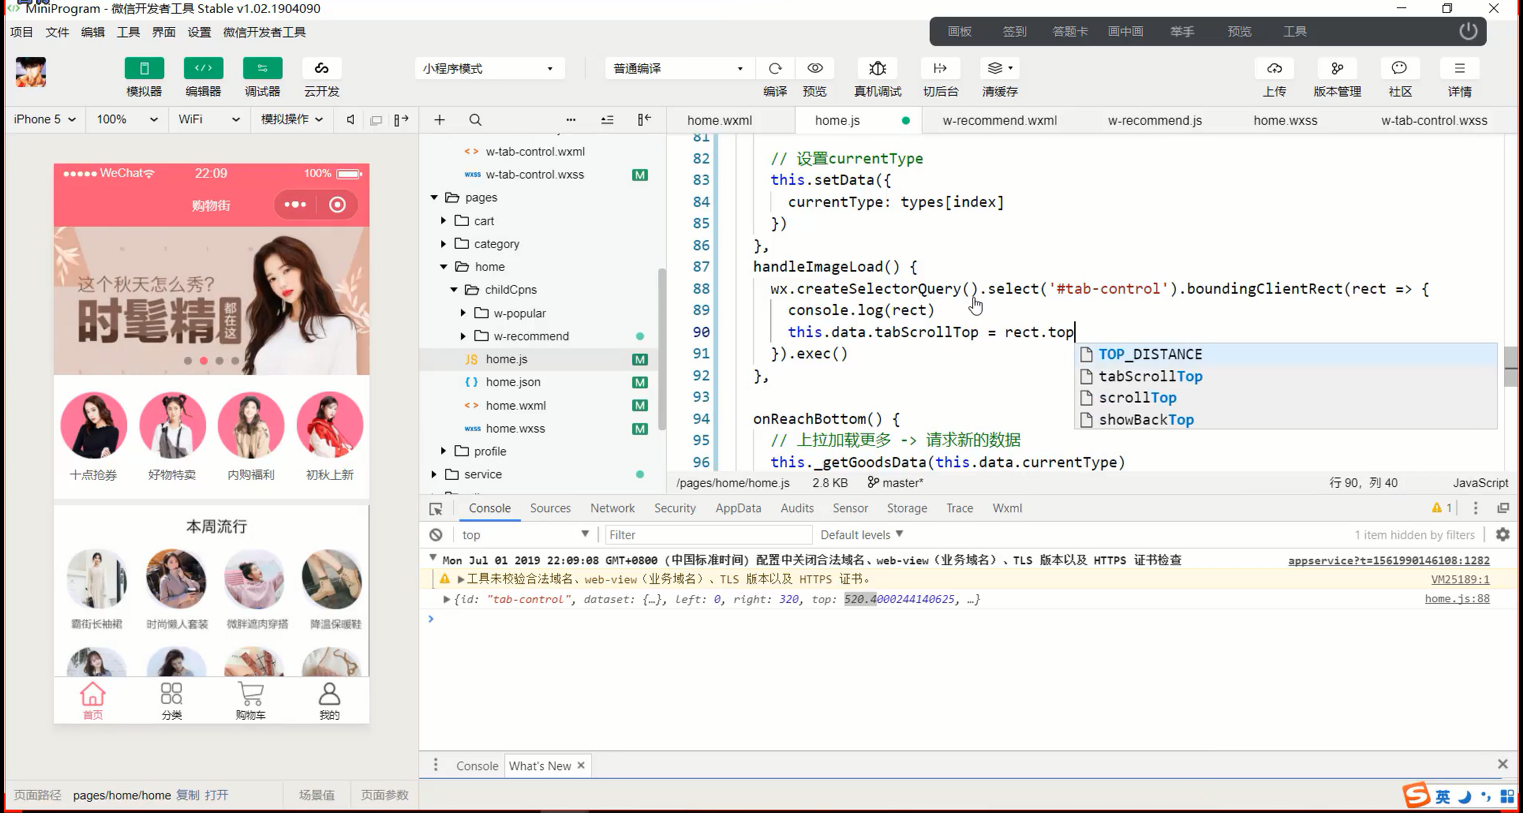 MiniProgram - 微信开发者工具 Stable v1.02.1904090
项目 文件 编辑 工具 界面 设置 微信开发者工具
画板 签到 答题卡 画中画 举手 预览 工具
小程序模式 普通编译
模拟器 编辑器 调试器 云开发 编译 预览 真机调试 切后台 清缓存 上传 版本管理 社区 详情
iPhone 5 100% WiFi 模拟操作
home.wxml home.js w-recommend.wxml w-recommend.js home.wxss w-tab-control.wxss
WeChat 22:09 100%
购物街
这个秋天怎么秀?
时髦精
都在这
十点抢券 好物特卖 内购福利 初秋上新
本周流行
霸街长袖裙 时尚懒人套装 微胖遮肉穿搭 降温保暖鞋
首页 分类 购物车 我的
页面路径 pages/home/home 复制 打开 场景值 页面参数
w-tab-control.wxml
w-tab-control.wxss M
pages
cart
category
home
childCpns
w-popular
w-recommend
JS home.js M
{ } home.json M
<> home.wxml M
wxss home.wxss M
profile
service
81
82 // 设置currentType
83 this.setData({
84 currentType: types[index]
85 })
86 },
87 handleImageLoad() {
88 wx.createSelectorQuery().select('#tab-control').boundingClientRect(rect => {
89 console.log(rect)
90 this.data.tabScrollTop = rect.top
91 }).exec()
92 },
93
94 onReachBottom() {
95 // 上拉加载更多 -> 请求新的数据
96 this._getGoodsData(this.data.currentType)
TOP_DISTANCE
tabScrollTop
scrollTop
showBackTop
/pages/home/home.js 2.8 KB master* 行 90，列 40 JavaScript
Console Sources Network Security AppData Audits Sensor Storage Trace Wxml 1
top Filter Default levels 1 item hidden by filters
Mon Jul 01 2019 22:09:08 GMT+0800 (中国标准时间) 配置中关闭合法域名、web-view（业务域名）、TLS 版本以及 HTTPS 证书检查 appservice?t=1561990146108:1282
工具未校验合法域名、web-view（业务域名）、TLS 版本以及 HTTPS 证书。 VM25189:1
{id: "tab-control", dataset: {…}, left: 0, right: 320, top: 520.4000244140625, …} home.js:88
Console What's New
英